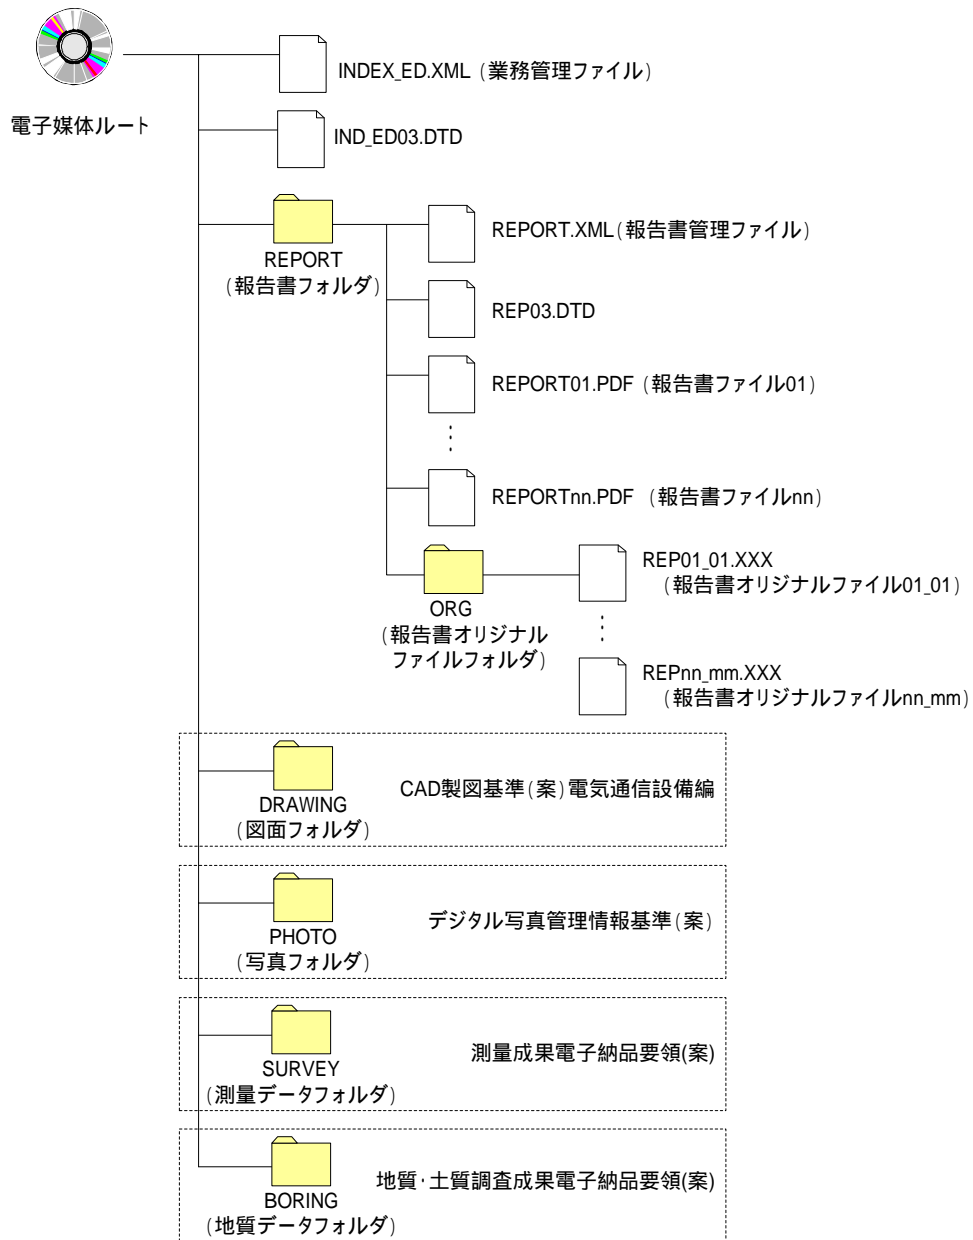 電子媒体ルート
INDEX_ED.XML (業務管理ファイル)
IND_ED03.DTD
REPORT
(報告書フォルダ)
REPORT.XML(報告書管理ファイル)
REP03.DTD
REPORT01.PDF (報告書ファイル01)
REPORTnn.PDF (報告書ファイルnn)
ORG
(報告書オリジナル
ファイルフォルダ)
REP01_01.XXX
(報告書オリジナルファイル01_01)
REPnn_mm.XXX
(報告書オリジナルファイルnn_mm)
DRAWING
(図面フォルダ)
CAD製図基準(案)電気通信設備編
PHOTO
(写真フォルダ)
デジタル写真管理情報基準(案)
SURVEY
(測量データフォルダ)
測量成果電子納品要領(案)
BORING
(地質データフォルダ)
地質・土質調査成果電子納品要領(案)